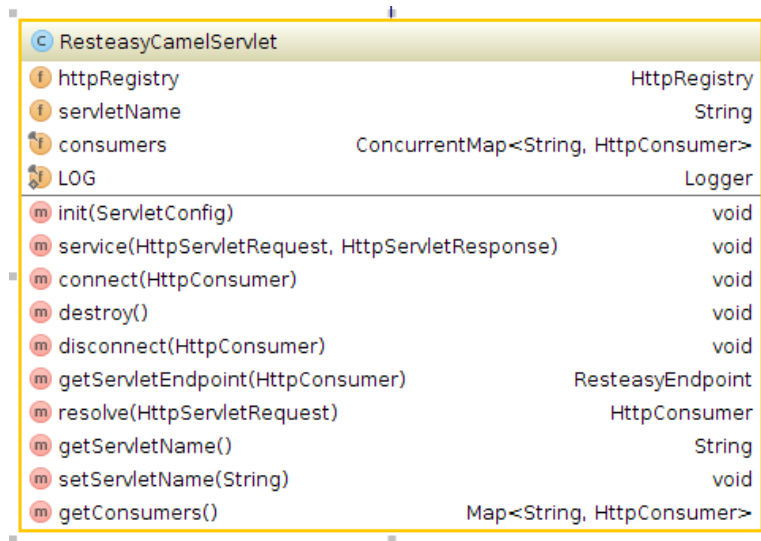 C ResteasyCamelServlet
f httpRegistry HttpRegistry
f servletName String
f consumers ConcurrentMap<String, HttpConsumer>
f LOG Logger
m init(ServletConfig) void
m service(HttpServletRequest, HttpServletResponse) void
m connect(HttpConsumer) void
m destroy() void
m disconnect(HttpConsumer) void
m getServletEndpoint(HttpConsumer) ResteasyEndpoint
m resolve(HttpServletRequest) HttpConsumer
m getServletName() String
m setServletName(String) void
m getConsumers() Map<String, HttpConsumer>